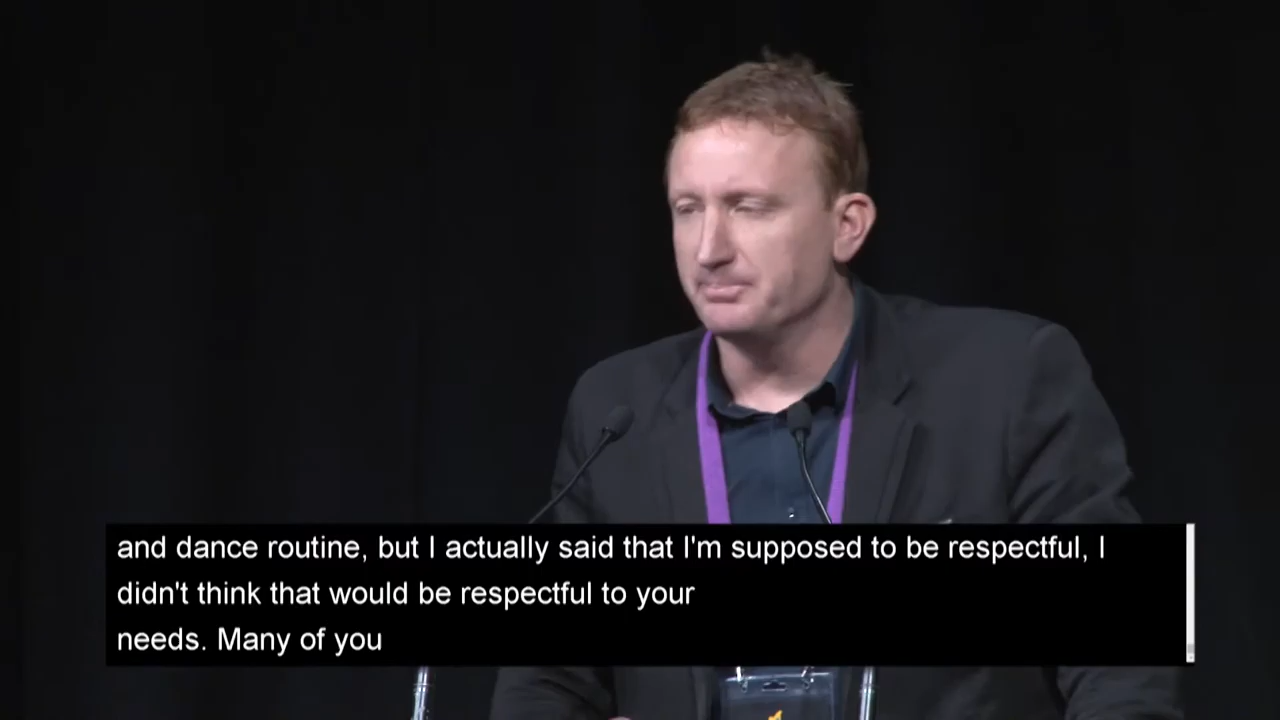 and dance routine, but I actually said that I'm supposed to be respectful, I
didn't think that would be respectful to your
needs. Many of you